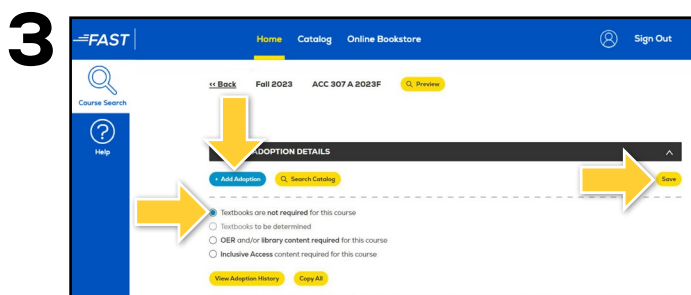 3
FAST
Home Catalog Online Bookstore
Sign Out
Course Search
Help
<< Back Fall 2023 ACC 307 A 2023F Preview
ADOPTION DETAILS
+ Add Adoption Search Catalog Save
Textbooks are not required for this course
Textbooks to be determined
OER and/or library content required for this course
Inclusive Access content required for this course
View Adoption History Copy All